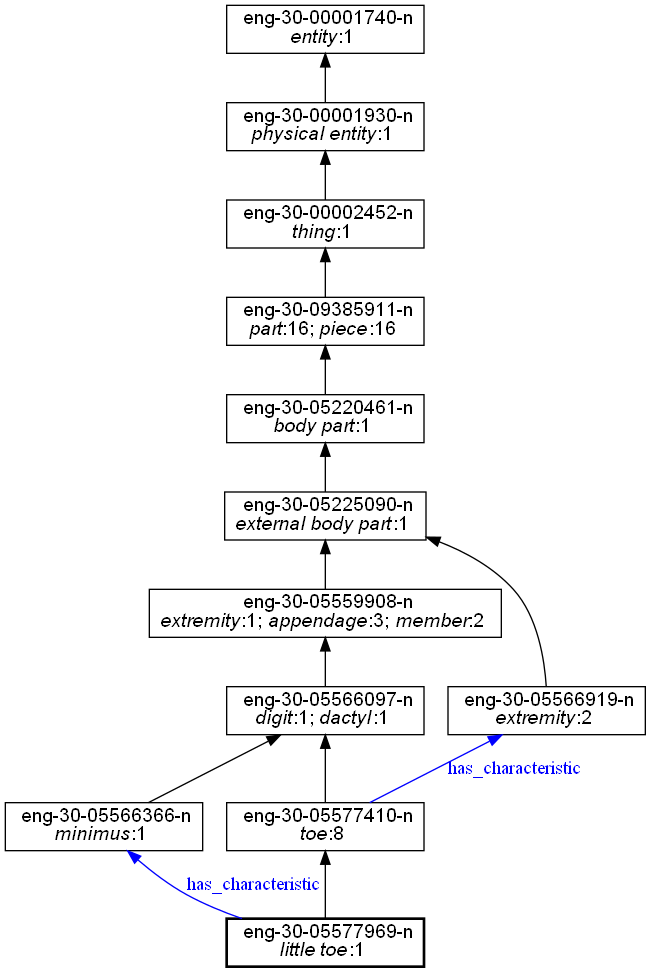 eng-30-00001740-n
entity:1
eng-30-00001930-n
physical entity:1
eng-30-00002452-n
thing:1
eng-30-09385911-n
part:16; piece:16
eng-30-05220461-n
body part:1
eng-30-05225090-n
external body part:1
eng-30-05559908-n
extremity:1; appendage:3; member:2
eng-30-05566097-n
digit:1; dactyl:1
eng-30-05566919-n
extremity:2
has_characteristic
eng-30-05566366-n
minimus:1
eng-30-05577410-n
toe:8
has_characteristic
eng-30-05577969-n
little toe:1